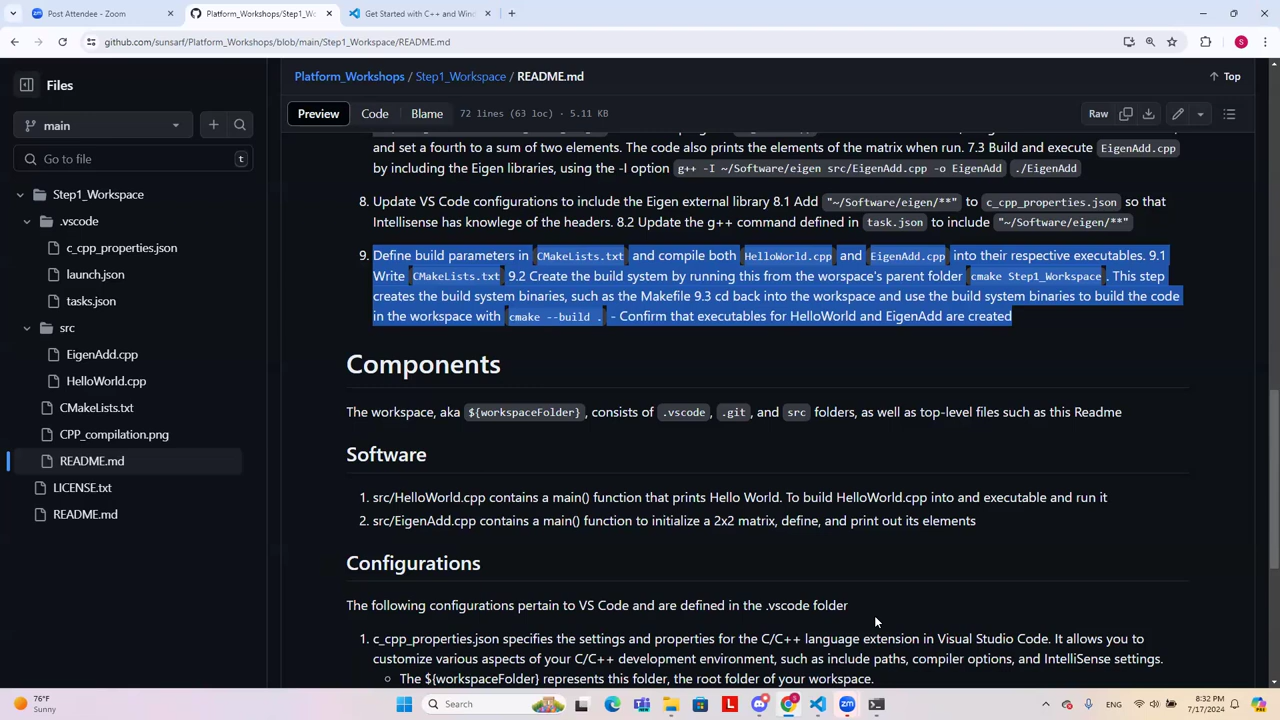 Post Attendee - Zoom
Platform_Workshops/Step1_Wo
Get Started with C++ and Wind
github.com/sunsarf/Platform_Workshops/blob/main/Step1_Workspace/README.md
S
Files
Platform_Workshops / Step1_Workspace / README.md
Top
main
Preview
Code
Blame
72 lines (63 loc) · 5.11 KB
Raw
Go to file
t
and set a fourth to a sum of two elements. The code also prints the elements of the matrix when run. 7.3 Build and execute EigenAdd.cpp
by including the Eigen libraries, using the -I option g++ -I ~/Software/eigen src/EigenAdd.cpp -o EigenAdd ./EigenAdd
8. Update VS Code configurations to include the Eigen external library 8.1 Add "~/Software/eigen/**" to c_cpp_properties.json so that
Intellisense has knowlege of the headers. 8.2 Update the g++ command defined in task.json to include "~/Software/eigen/**")
9. Define build parameters in CMakeLists.txt and compile both HelloWorld.cpp and EigenAdd.cpp into their respective executables. 9.1
Write CMakeLists.txt 9.2 Create the build system by running this from the worspace's parent folder cmake Step1_Workspace. This step
creates the build system binaries, such as the Makefile 9.3 cd back into the workspace and use the build system binaries to build the code
in the workspace with cmake --build . - Confirm that executables for HelloWorld and EigenAdd are created
Step1_Workspace
.vscode
c_cpp_properties.json
launch.json
tasks.json
src
EigenAdd.cpp
HelloWorld.cpp
CMakeLists.txt
CPP_compilation.png
README.md
LICENSE.txt
README.md
Components
The workspace, aka ${workspaceFolder}, consists of .vscode, .git, and src folders, as well as top-level files such as this Readme
Software
1. src/HelloWorld.cpp contains a main() function that prints Hello World. To build HelloWorld.cpp into and executable and run it
2. src/EigenAdd.cpp contains a main() function to initialize a 2x2 matrix, define, and print out its elements
Configurations
The following configurations pertain to VS Code and are defined in the .vscode folder
1. c_cpp_properties.json specifies the settings and properties for the C/C++ language extension in Visual Studio Code. It allows you to
customize various aspects of your C/C++ development environment, such as include paths, compiler options, and IntelliSense settings.
The ${workspaceFolder} represents this folder, the root folder of your workspace.
76°F
Sunny
Search
L
zm
ENG
8:32 PM
7/17/2024